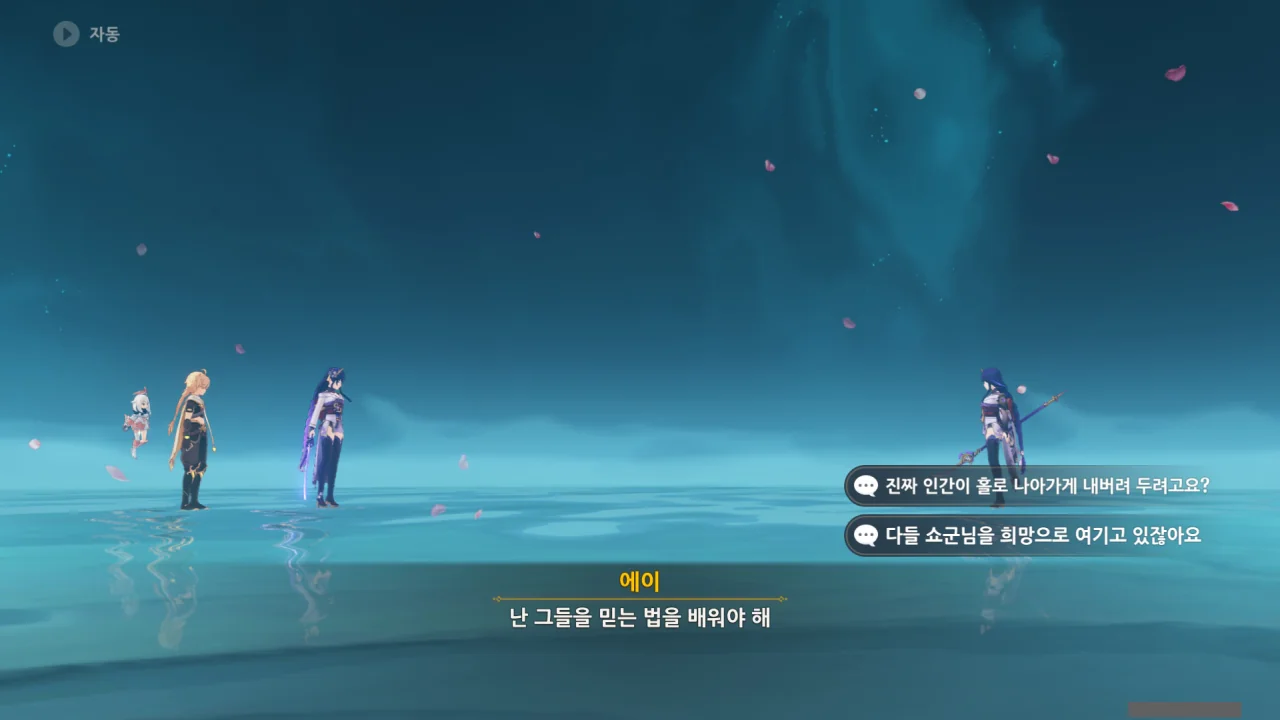 자동
진짜 인간이 홀로 나아가게 내버려 두려고요?
다들 쇼군님을 희망으로 여기고 있잖아요
에이
난 그들을 믿는 법을 배워야 해